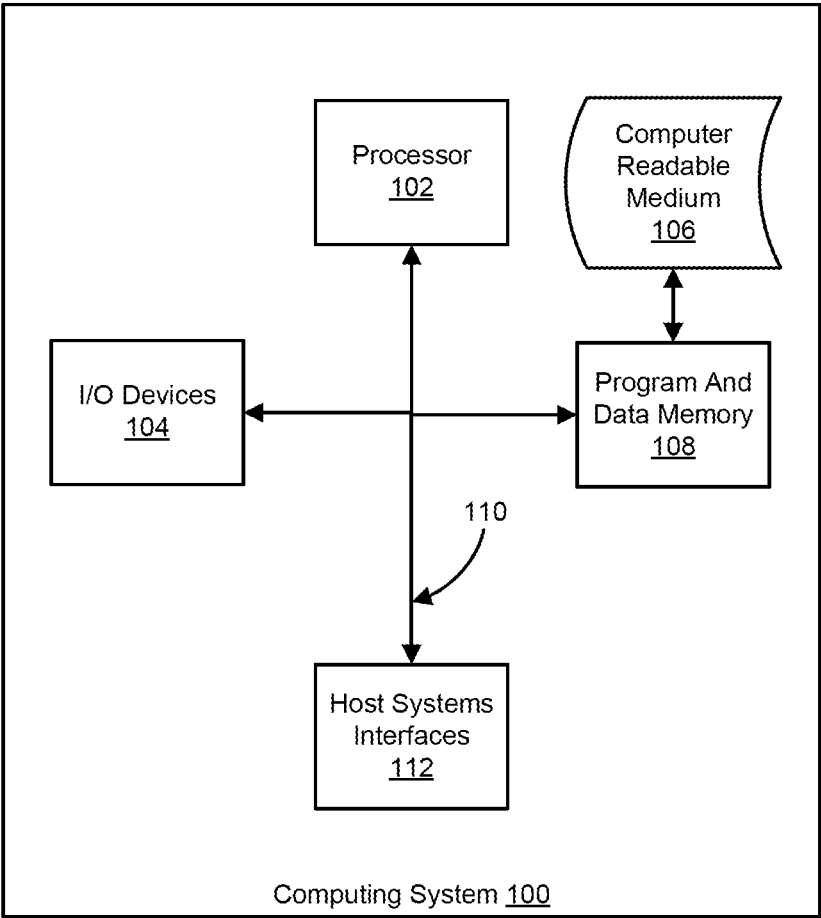 Processor
102
Computer
Readable
Medium
106
I/O Devices
104
Program And
Data Memory
108
110
Host Systems
Interfaces
112
Computing System 100